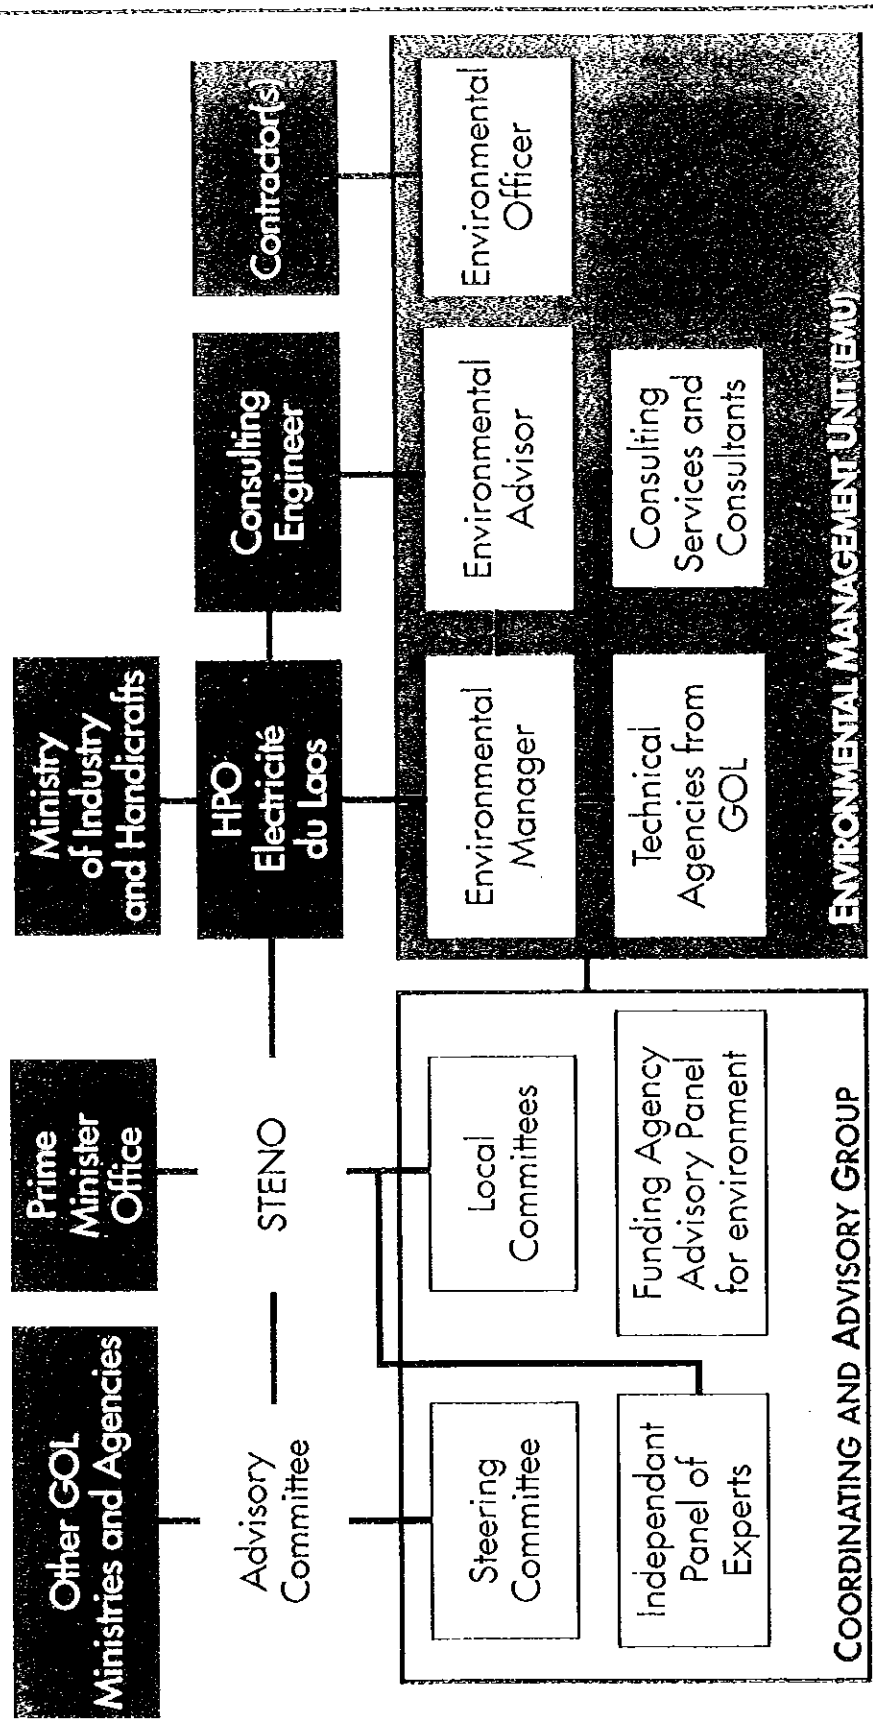 Other GOL
Ministries and Agencies
Prime
Minister
Office
Ministry
of Industry
and Handicrafts
Advisory
Committee
STENO
HPO
Electricité
du Laos
Consulting
Engineer
Contractor(s)
Steering
Committee
Local
Committees
Environmental
Manager
Environmental
Advisor
Environmental
Officer
Independant
Panel of
Experts
Funding Agency
Advisory Panel
for environment
Technical
Agencies from
GOL
Consulting
Services and
Consultants
COORDINATING AND ADVISORY GROUP
ENVIRONMENTAL MANAGEMENT UNIT (EMU)